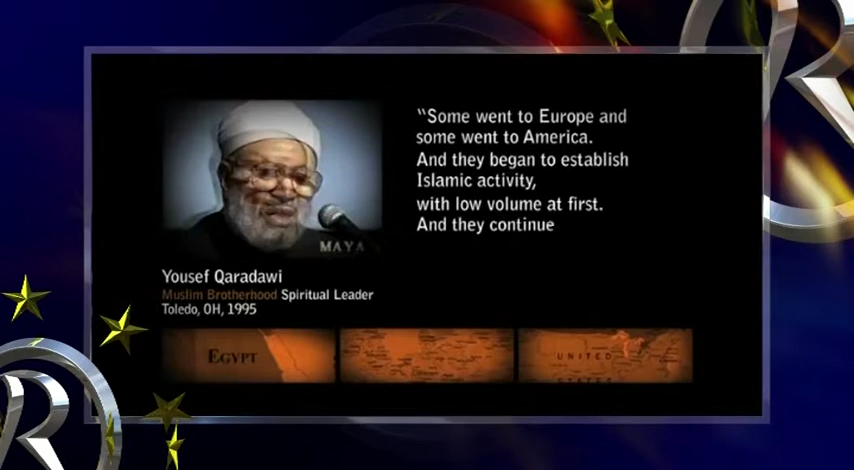 "Some went to Europe and
some went to America.
And they began to establish
Islamic activity,
with low volume at first.
And they continue
MAYA
Yousef Qaradawi
Muslim Brotherhood Spiritual Leader
Toledo, OH, 1995
EGYPT
UNITED
STATES
R
R